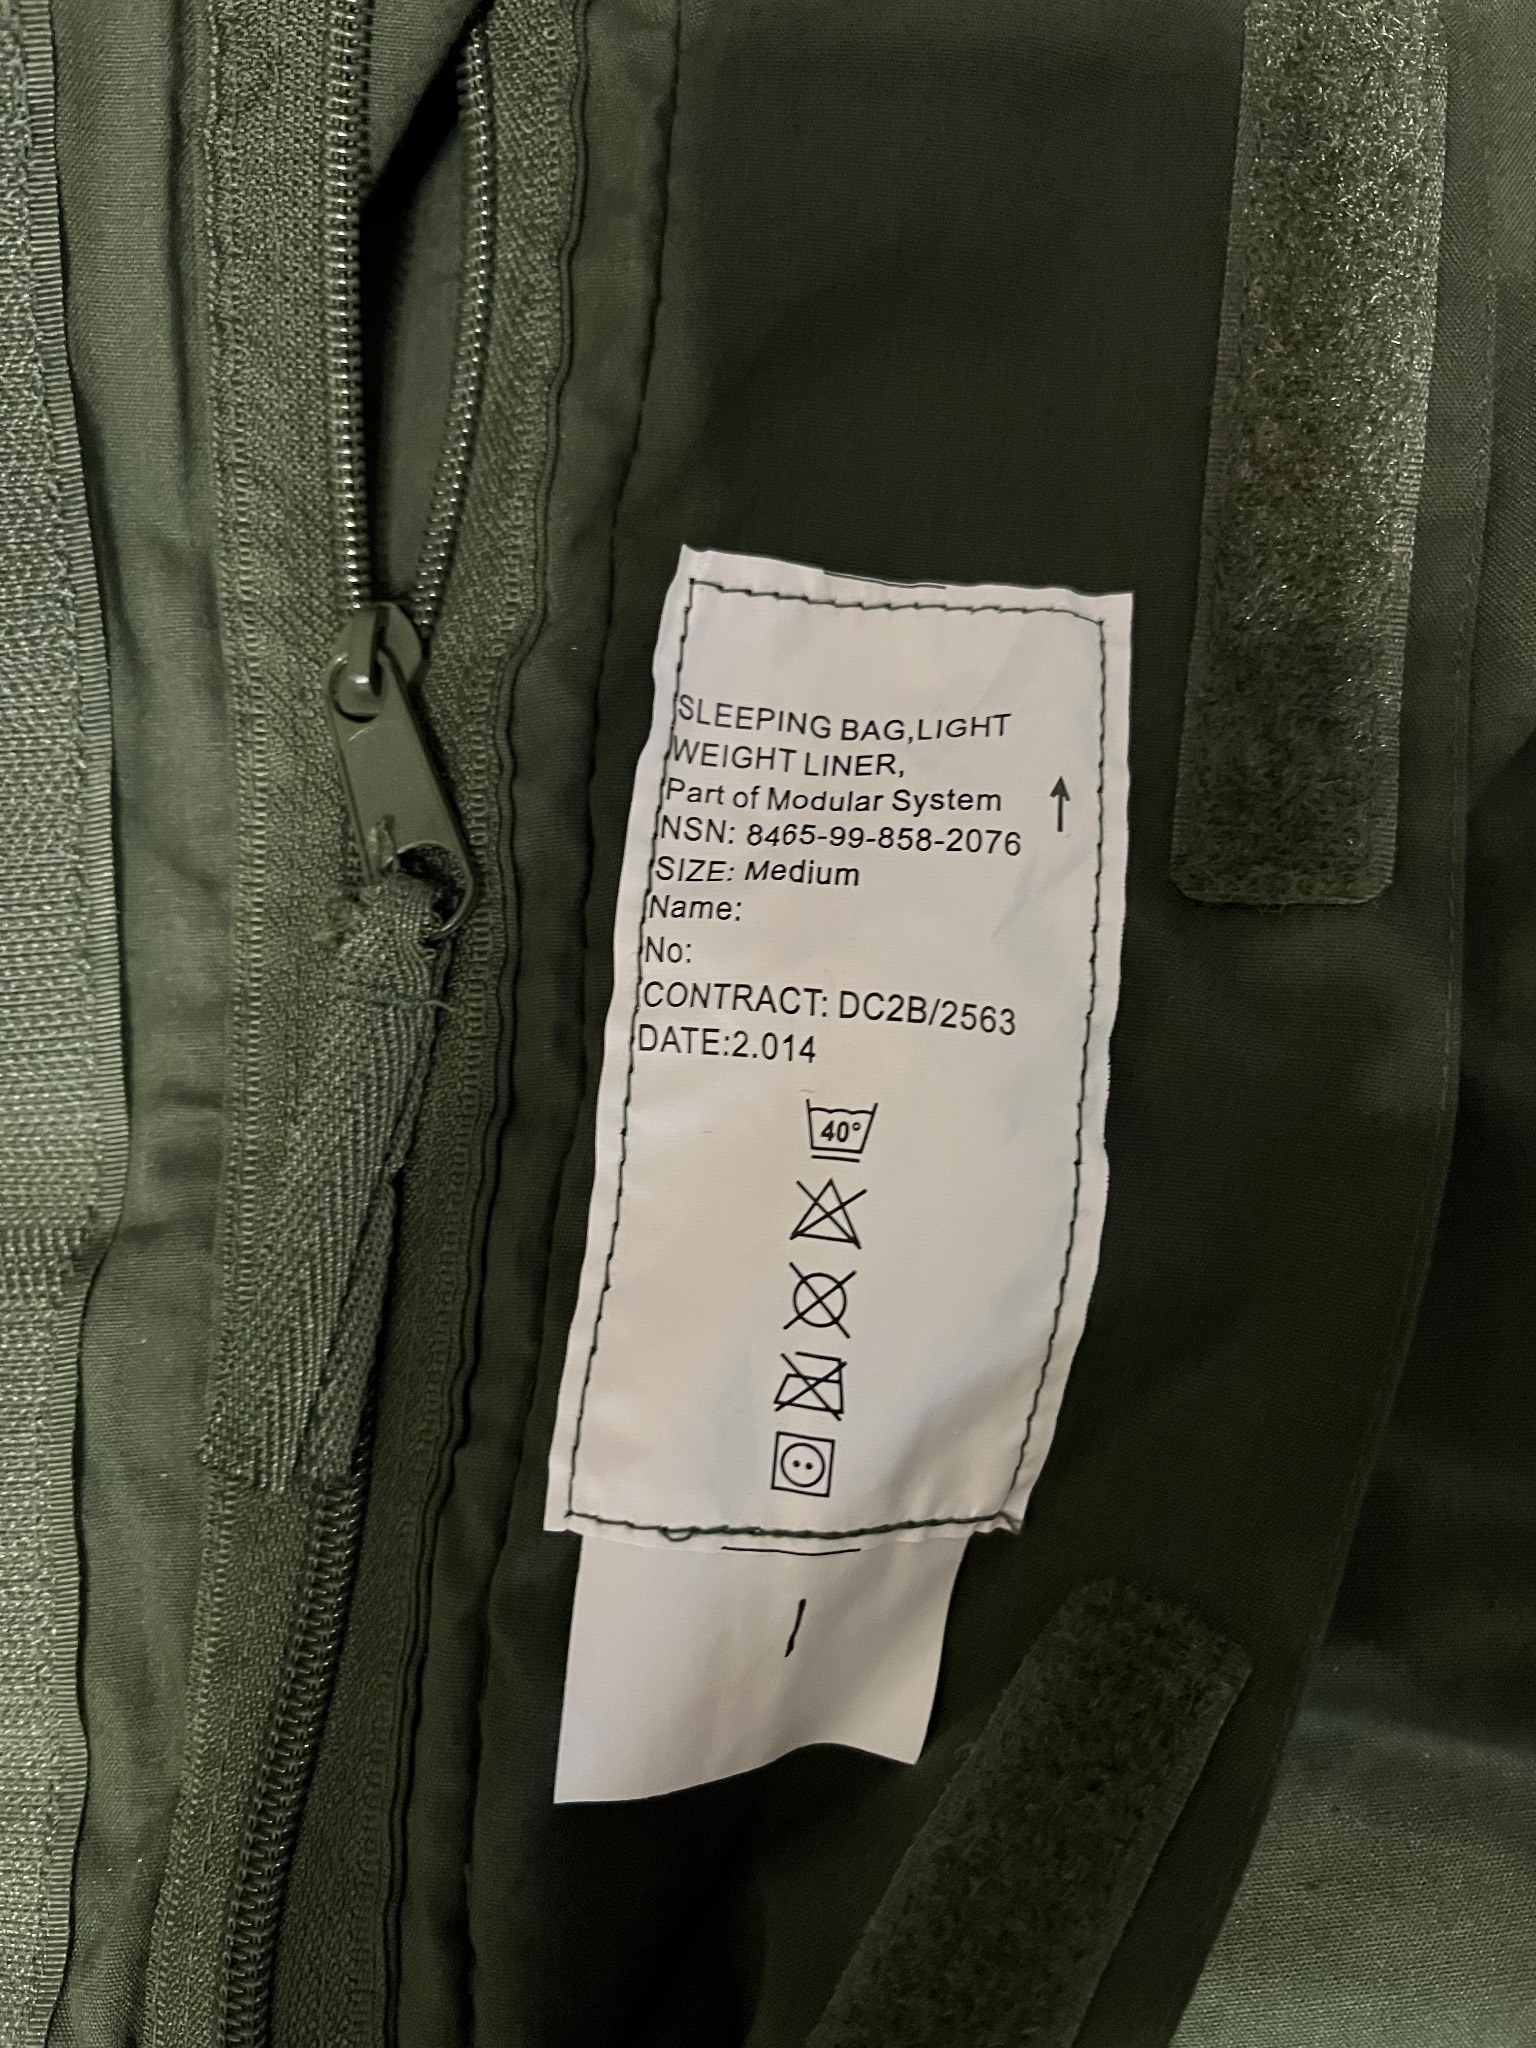 SLEEPING BAG,LIGHT
WEIGHT LINER,
Part of Modular System
NSN: 8465-99-858-2076
SIZE: Medium
Name:
No:
CONTRACT: DC2B/2563
DATE:2.014
40°